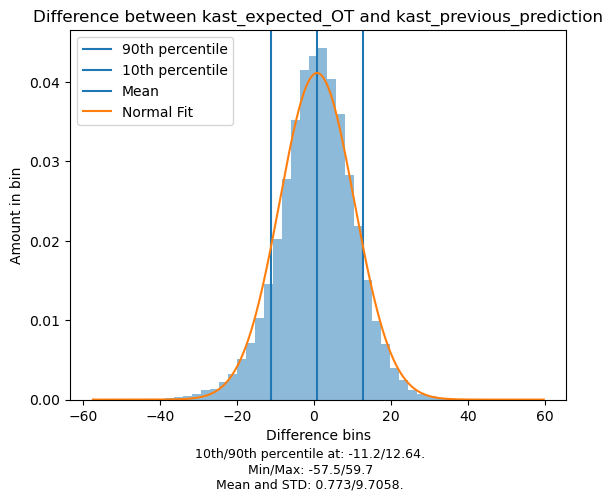 Difference between kast_expected_OT and kast_previous_prediction
90th percentile
10th percentile
Mean
Normal Fit
Amount in bin
0.04
0.03
0.02
0.01
0.00
−60
−40
−20
0
20
40
60
Difference bins
10th/90th percentile at: -11.2/12.64.
Min/Max: -57.5/59.7
Mean and STD: 0.773/9.7058.